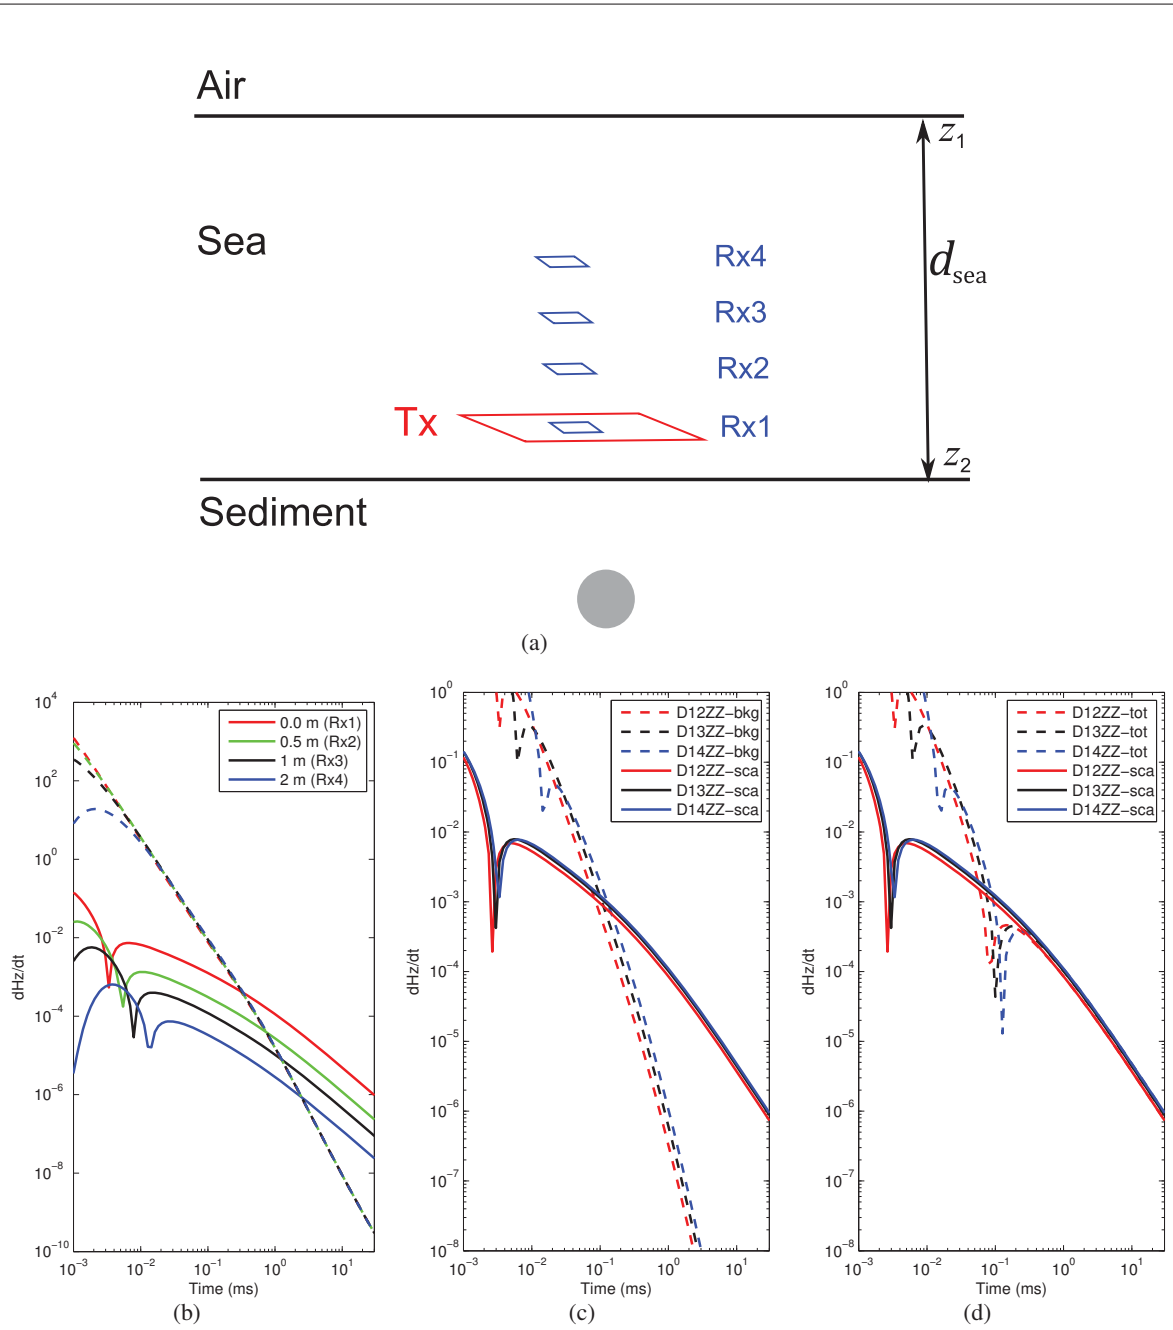 Air
z1
Sea
Rx4
dsea
Rx3
Rx2
Tx
Rx1
z2
Sediment
(a)
dHz/dt
10^4
10^2
10^0
10^−2
10^−4
10^−6
10^−8
10^−10
0.0 m (Rx1)
0.5 m (Rx2)
1 m (Rx3)
2 m (Rx4)
10^−3 10^−2 10^−1 10^0 10^1
Time (ms)
(b)
dHz/dt
10^0
10^−1
10^−2
10^−3
10^−4
10^−5
10^−6
10^−7
10^−8
D12ZZ−bkg
D13ZZ−bkg
D14ZZ−bkg
D12ZZ−sca
D13ZZ−sca
D14ZZ−sca
10^−3 10^−2 10^−1 10^0 10^1
Time (ms)
(c)
dHz/dt
10^0
10^−1
10^−2
10^−3
10^−4
10^−5
10^−6
10^−7
10^−8
D12ZZ−tot
D13ZZ−tot
D14ZZ−tot
D12ZZ−sca
D13ZZ−sca
D14ZZ−sca
10^−3 10^−2 10^−1 10^0 10^1
Time (ms)
(d)